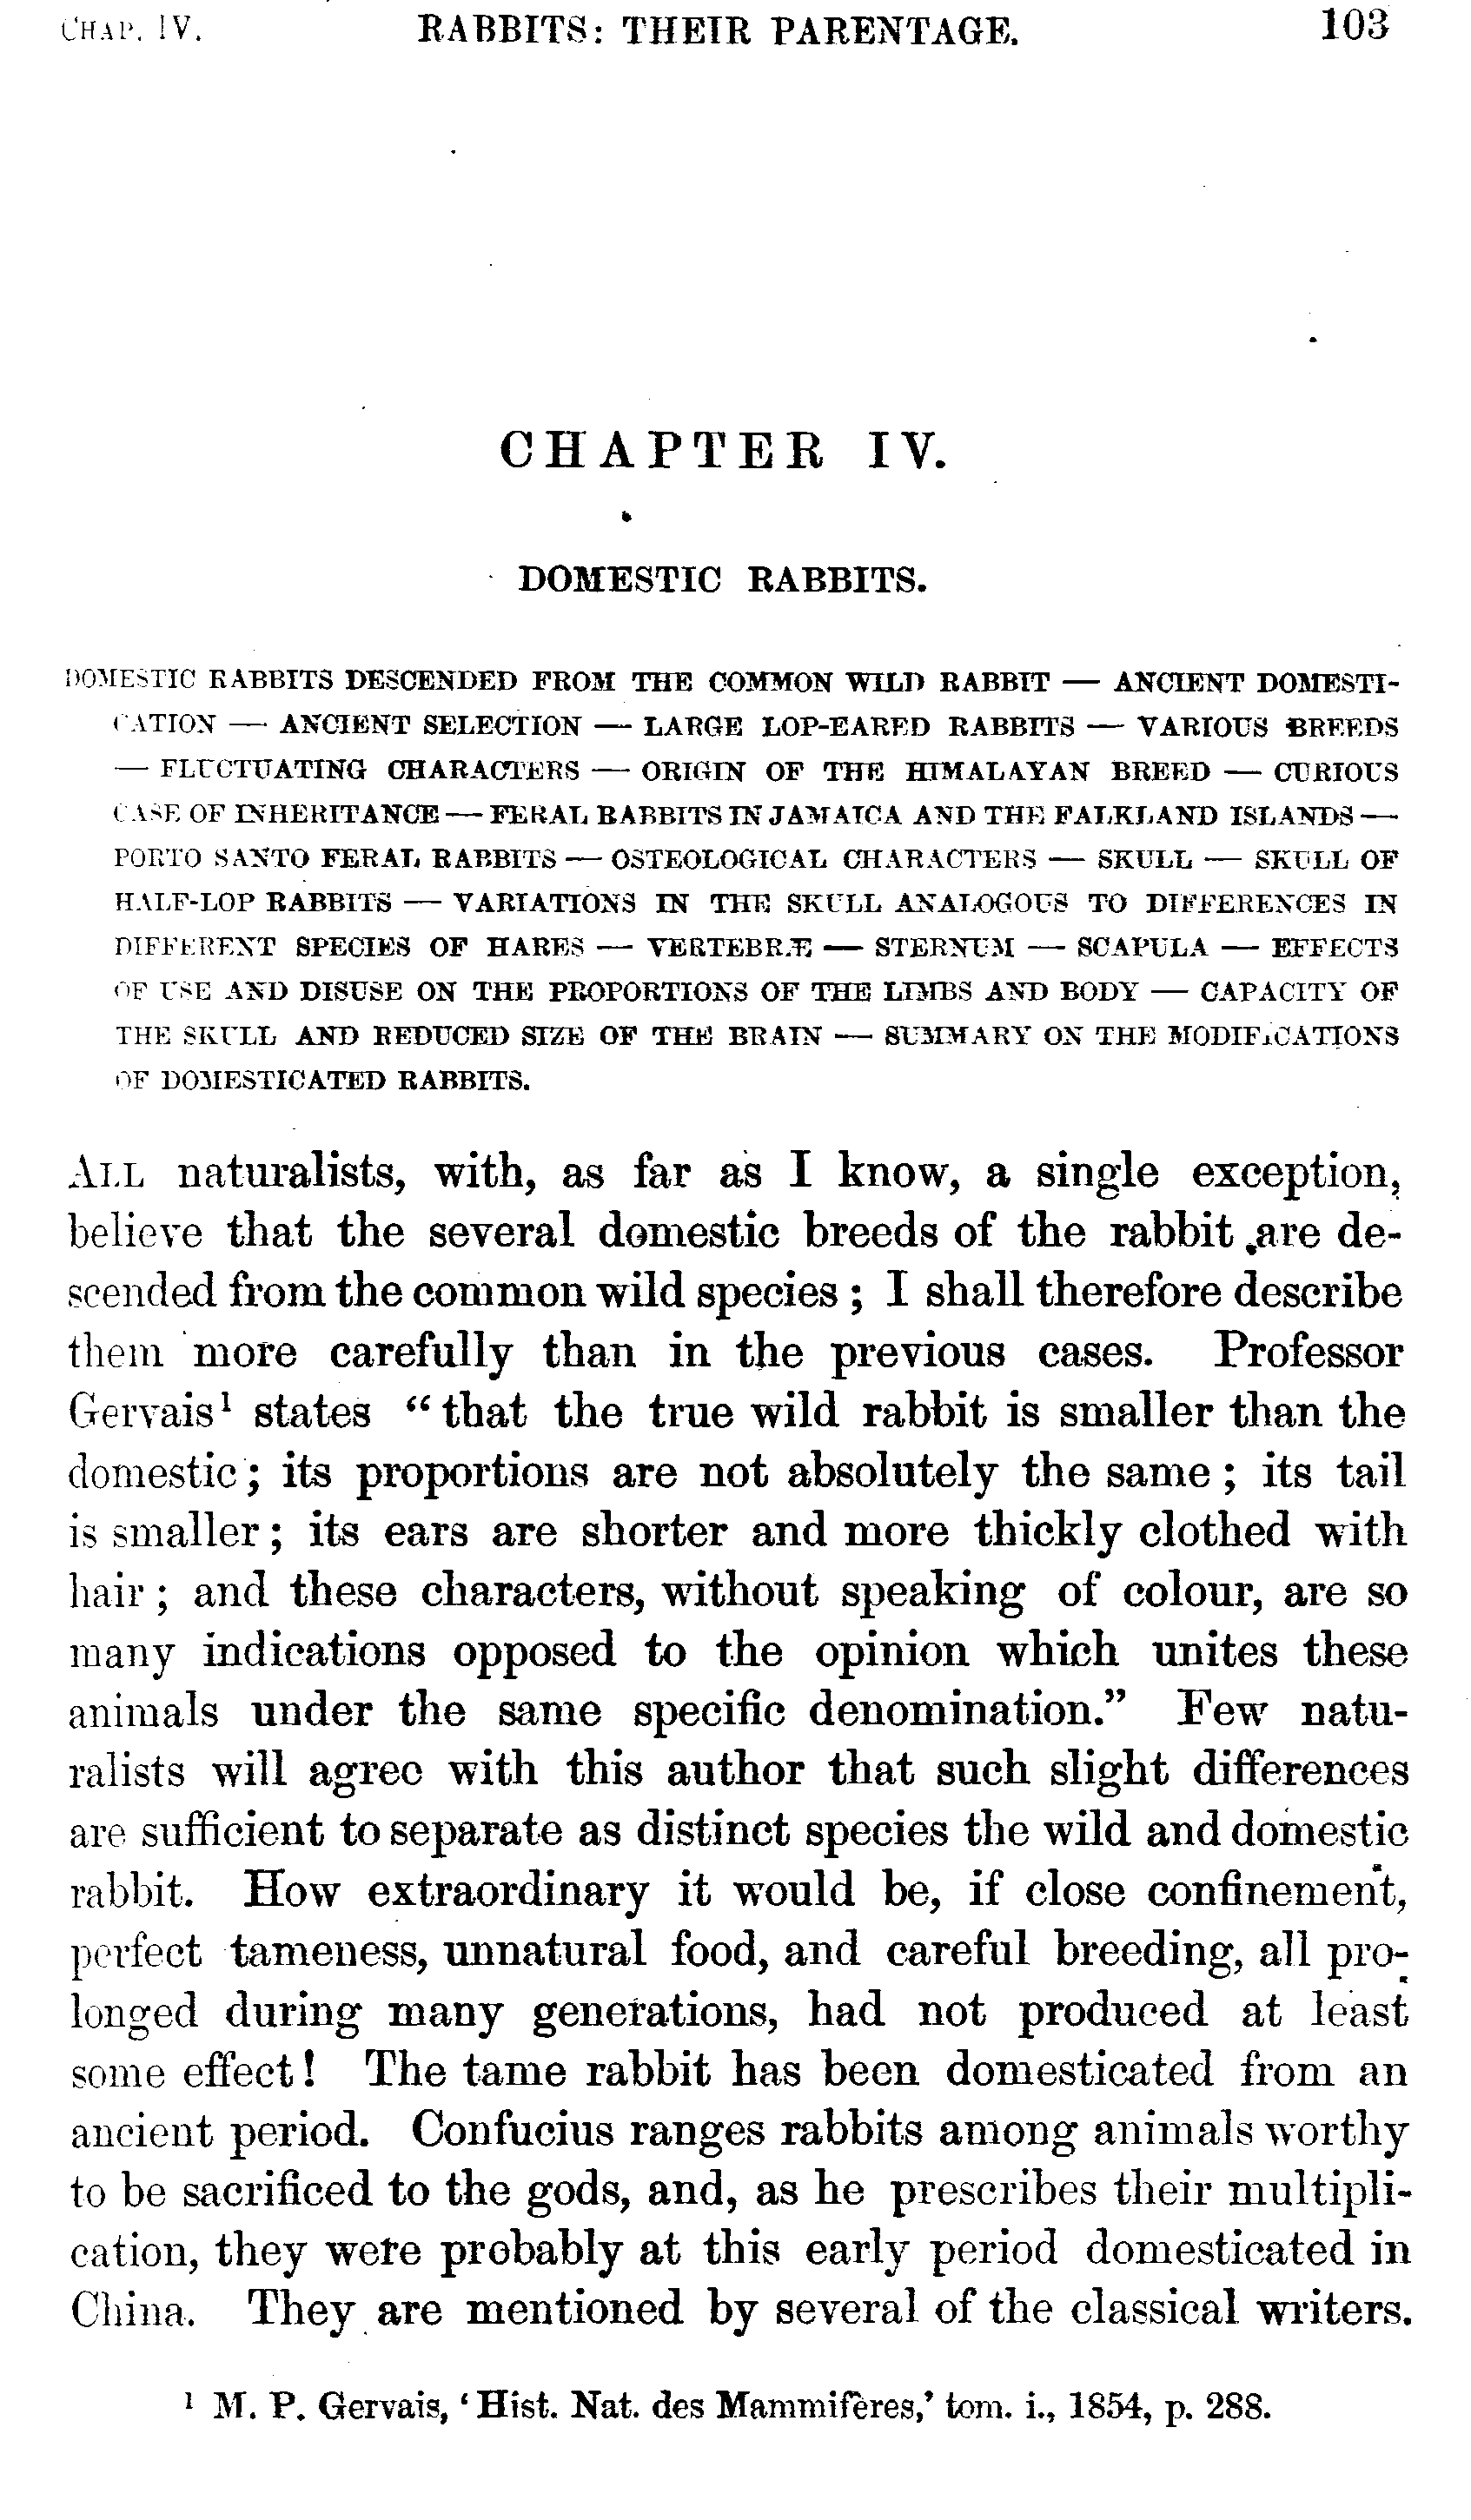 CHAP. IV. RABBITS: THEIR PARENTAGE. 103
CHAPTER IV.
DOMESTIC RABBITS.
DOMESTIC RABBITS DESCENDED FROM THE COMMON WILD RABBIT — ANCIENT DOMESTI-
CATION — ANCIENT SELECTION — LARGE LOP-EARED RABBITS — VARIOUS BREEDS
— FLUCTUATING CHARACTERS — ORIGIN OF THE HIMALAYAN BREED — CURIOUS
CASE OF INHERITANCE — FERAL RABBITS IN JAMAICA AND THE FALKLAND ISLANDS —
PORTO SANTO FERAL RABBITS — OSTEOLOGICAL CHARACTERS — SKULL — SKULL OF
HALF-LOP RABBITS — VARIATIONS IN THE SKULL ANALOGOUS TO DIFFERENCES IN
DIFFERENT SPECIES OF HARES — VERTEBRÆ — STERNUM — SCAPULA — EFFECTS
OF USE AND DISUSE ON THE PROPORTIONS OF THE LIMBS AND BODY — CAPACITY OF
THE SKULL AND REDUCED SIZE OF THE BRAIN — SUMMARY ON THE MODIFICATIONS
OF DOMESTICATED RABBITS.
ALL naturalists, with, as far as I know, a single exception,
believe that the several domestic breeds of the rabbit are de-
scended from the common wild species; I shall therefore describe
them more carefully than in the previous cases. Professor
Gervais¹ states “that the true wild rabbit is smaller than the
domestic; its proportions are not absolutely the same; its tail
is smaller; its ears are shorter and more thickly clothed with
hair; and these characters, without speaking of colour, are so
many indications opposed to the opinion which unites these
animals under the same specific denomination.” Few natu-
ralists will agree with this author that such slight differences
are sufficient to separate as distinct species the wild and domestic
rabbit. How extraordinary it would be, if close confinement,
perfect tameness, unnatural food, and careful breeding, all pro-
longed during many generations, had not produced at least
some effect! The tame rabbit has been domesticated from an
ancient period. Confucius ranges rabbits among animals worthy
to be sacrificed to the gods, and, as he prescribes their multipli-
cation, they were probably at this early period domesticated in
China. They are mentioned by several of the classical writers.
¹ M. P. Gervais, ‘Hist. Nat. des Mammifères,’ tom. i., 1854, p. 288.